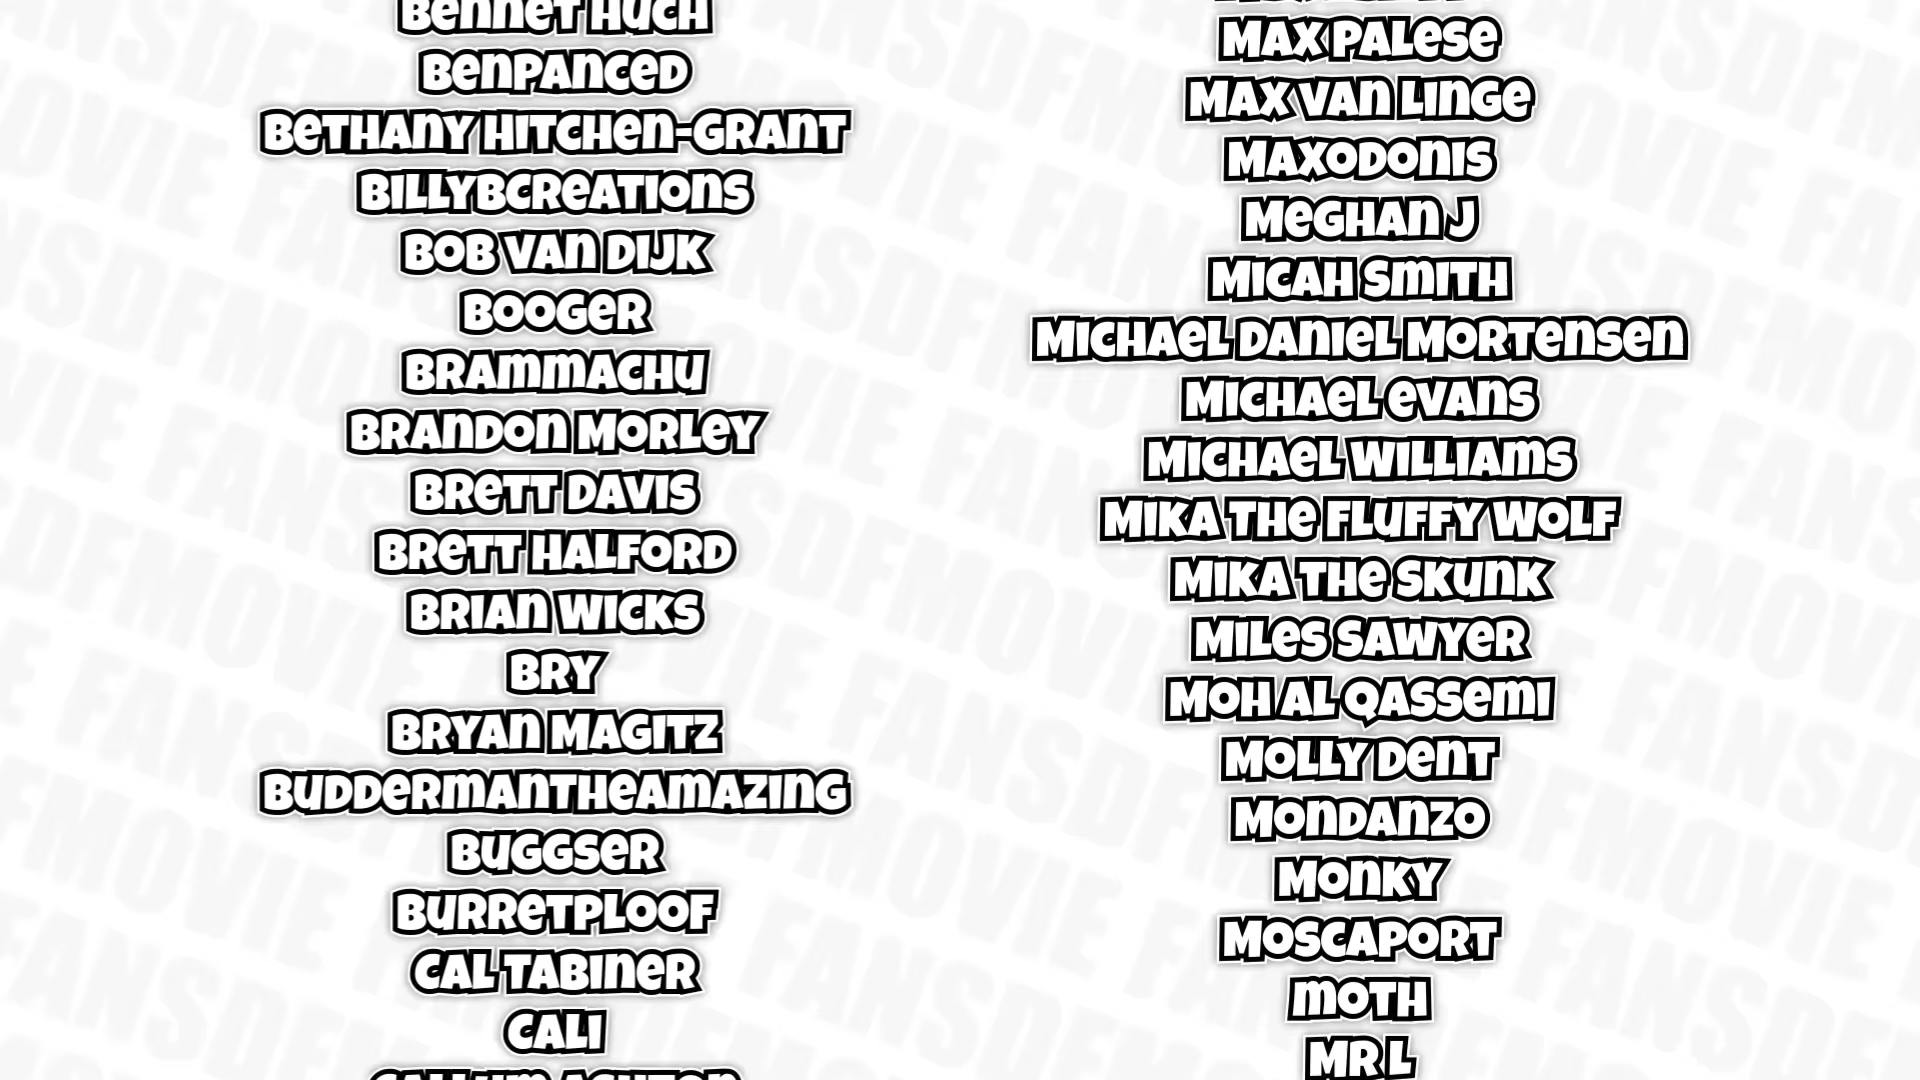 Bennet Huch
Benpanced
Bethany Hitchen-Grant
BillyBCreations
Bob van Dijk
Booger
Brammachu
Brandon Morley
Brett Davis
Brett Halford
Brian Wicks
Bry
Bryan Magitz
Buddermantheamazing
Buggser
Burretploof
Cal Tabiner
Cali
Callum Ashton
Max Palese
Max van Linge
Maxodonis
Meghan J
Micah Smith
Michael Daniel Mortensen
Michael Evans
Michael Williams
Mika The Fluffy Wolf
Mika the Skunk
Miles Sawyer
Moh Al Qassemi
Molly Dent
Mondanzo
Monky
Moscaport
moth
Mr L